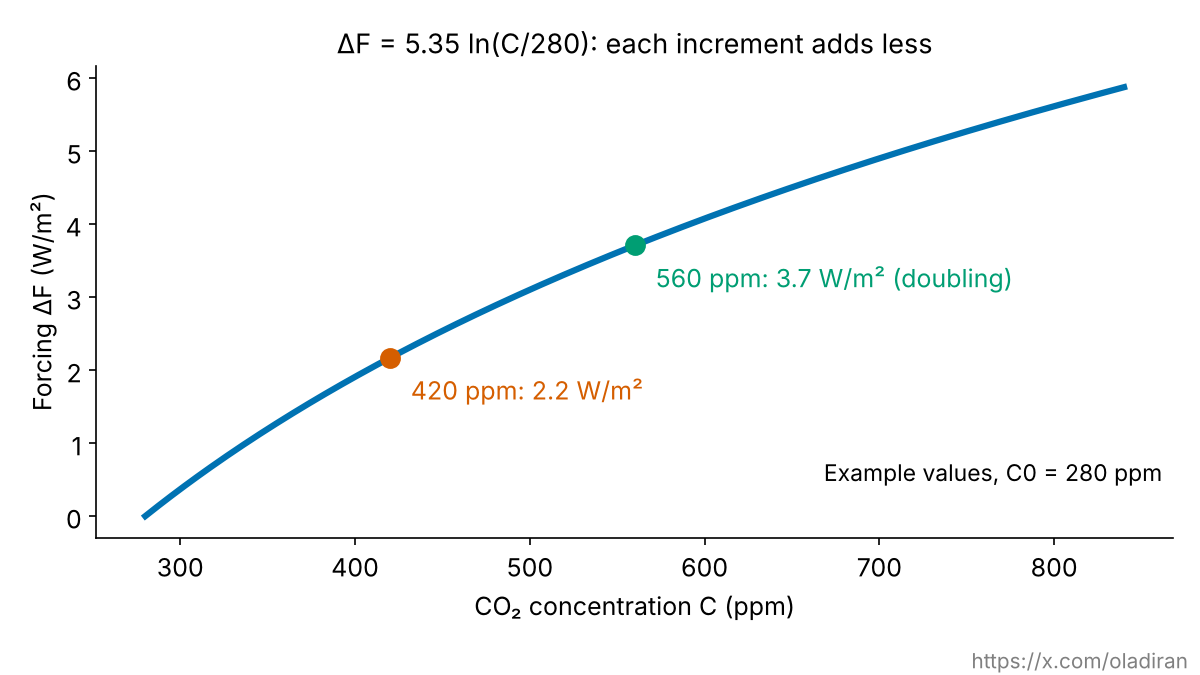 ΔF = 5.35 ln(C/280): each increment adds less
6
5
4
3
2
1
0
Forcing ΔF (W/m²)
560 ppm: 3.7 W/m² (doubling)
420 ppm: 2.2 W/m²
Example values, C0 = 280 ppm
300 400 500 600 700 800
CO₂ concentration C (ppm)
https://x.com/oladiran